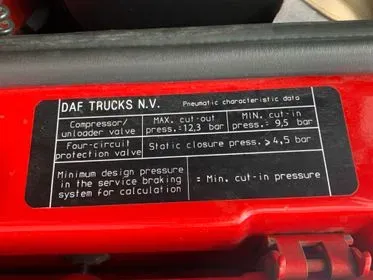 DAF TRUCKS N.V. Pneumatic characteristic data
Compressor/ MAX. cut-out MIN. cut-in
unloader valve press.=12,3 bar press.= 9,5 bar
Four-circuit Static closure press.≥4,5 bar
protection valve
Minimum design pressure
in the service braking = Min. cut-in pressure
system for calculation